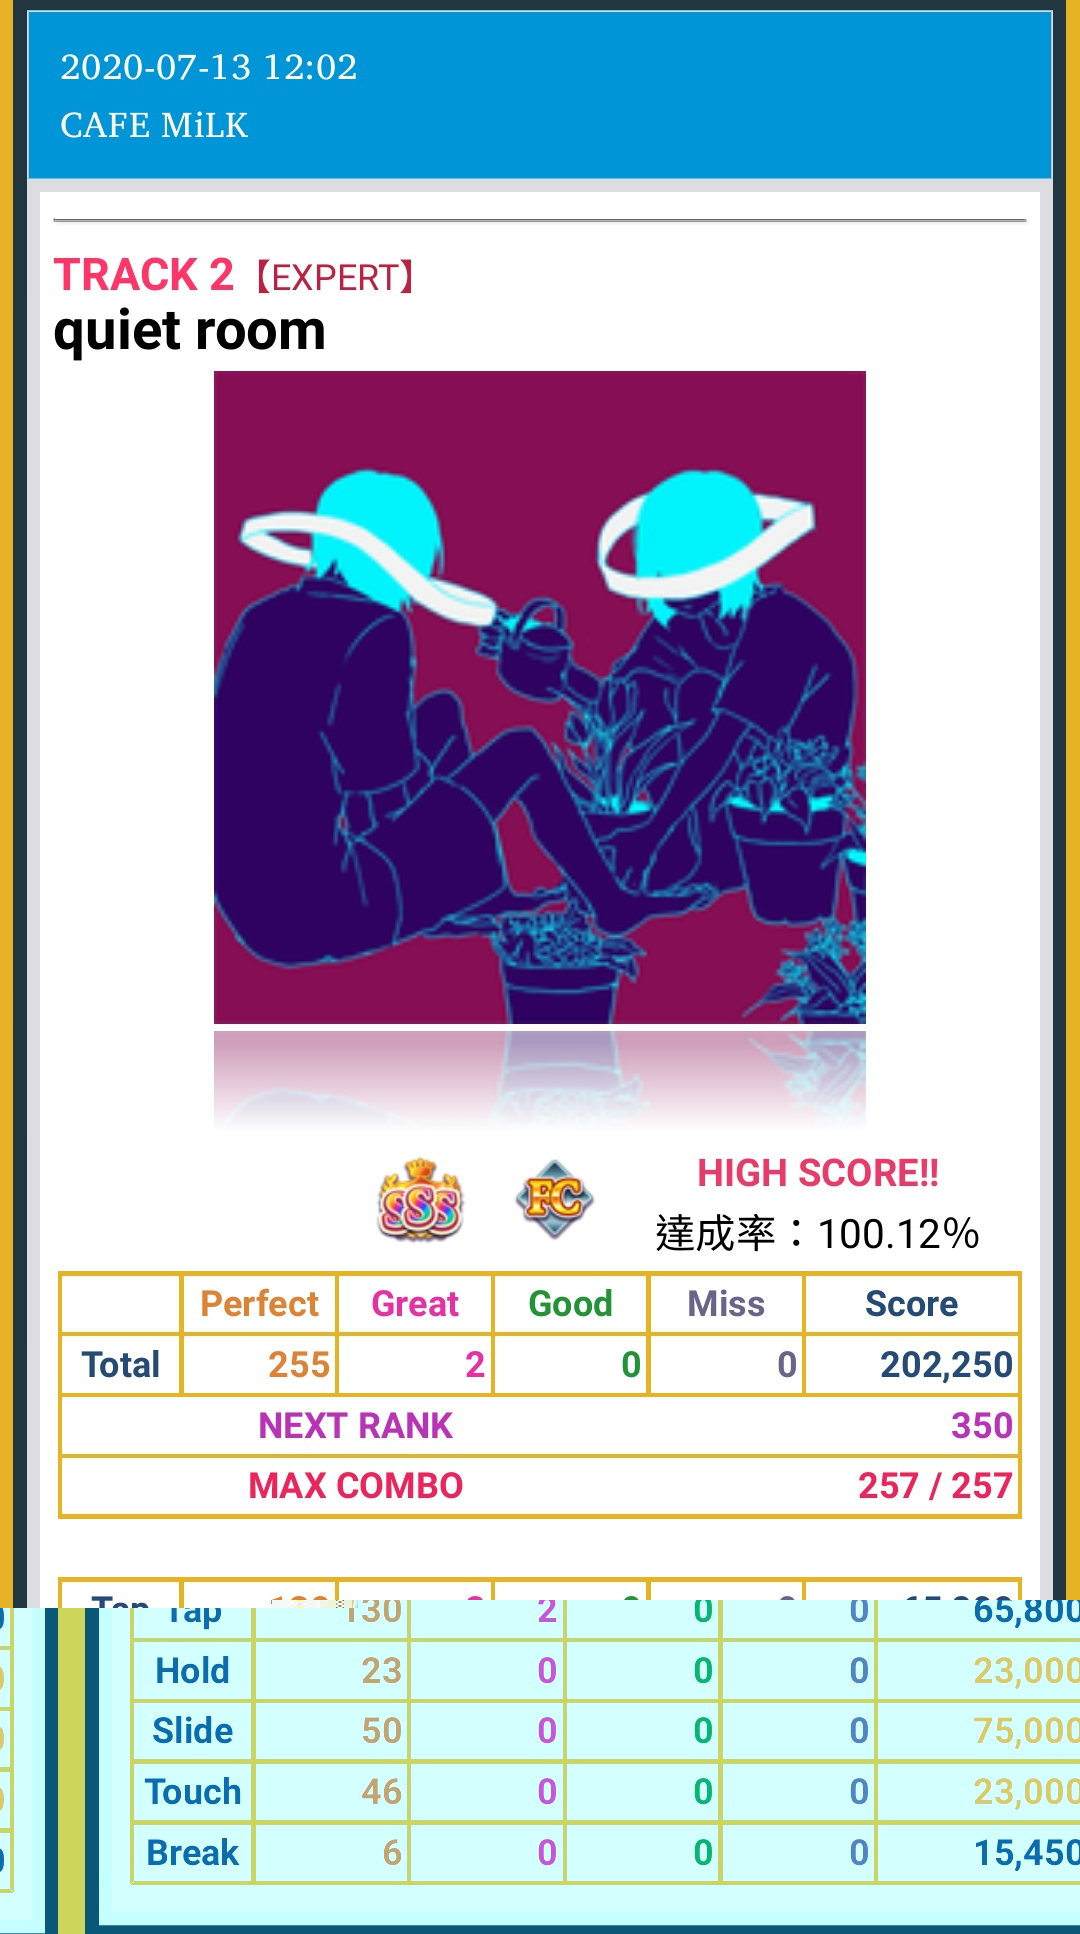 2020-07-13 12:02
CAFE MiLK
TRACK 2【EXPERT】
quiet room
SSS FC HIGH SCORE!!
達成率：100.12%
Perfect Great Good Miss Score
Total 255 2 0 0 202,250
NEXT RANK 350
MAX COMBO 257 / 257
Tap 130 2 0 0 65,800
Hold 23 0 0 0 23,000
Slide 50 0 0 0 75,000
Touch 46 0 0 0 23,000
Break 6 0 0 0 15,450